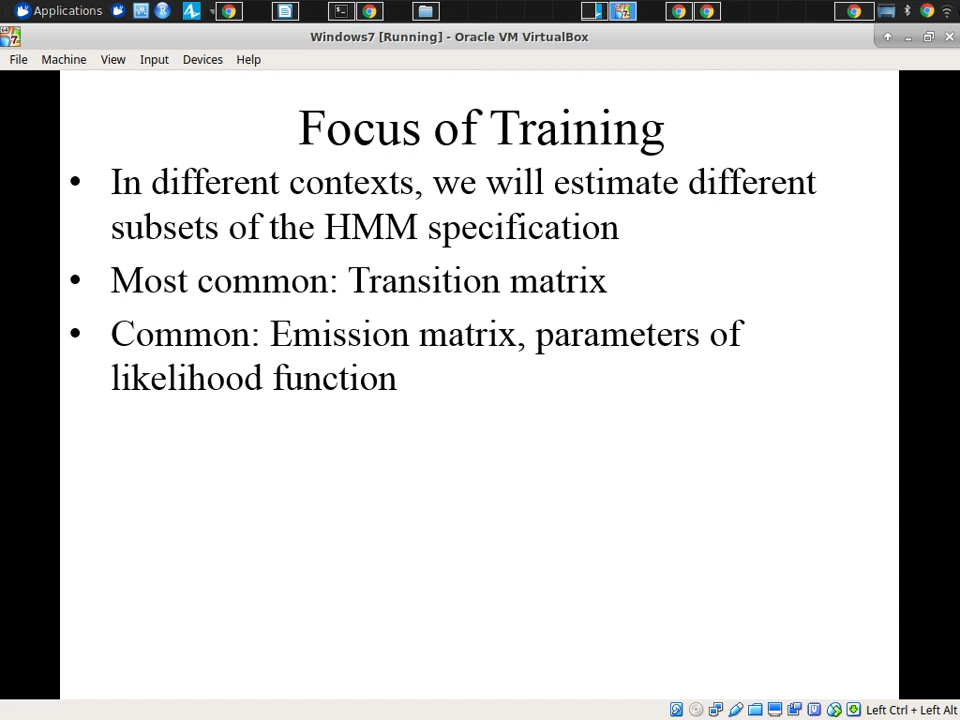 Applications
Windows7 [Running] - Oracle VM VirtualBox
File Machine View Input Devices Help
Focus of Training
• In different contexts, we will estimate different
subsets of the HMM specification
• Most common: Transition matrix
• Common: Emission matrix, parameters of
likelihood function
Left Ctrl + Left Alt